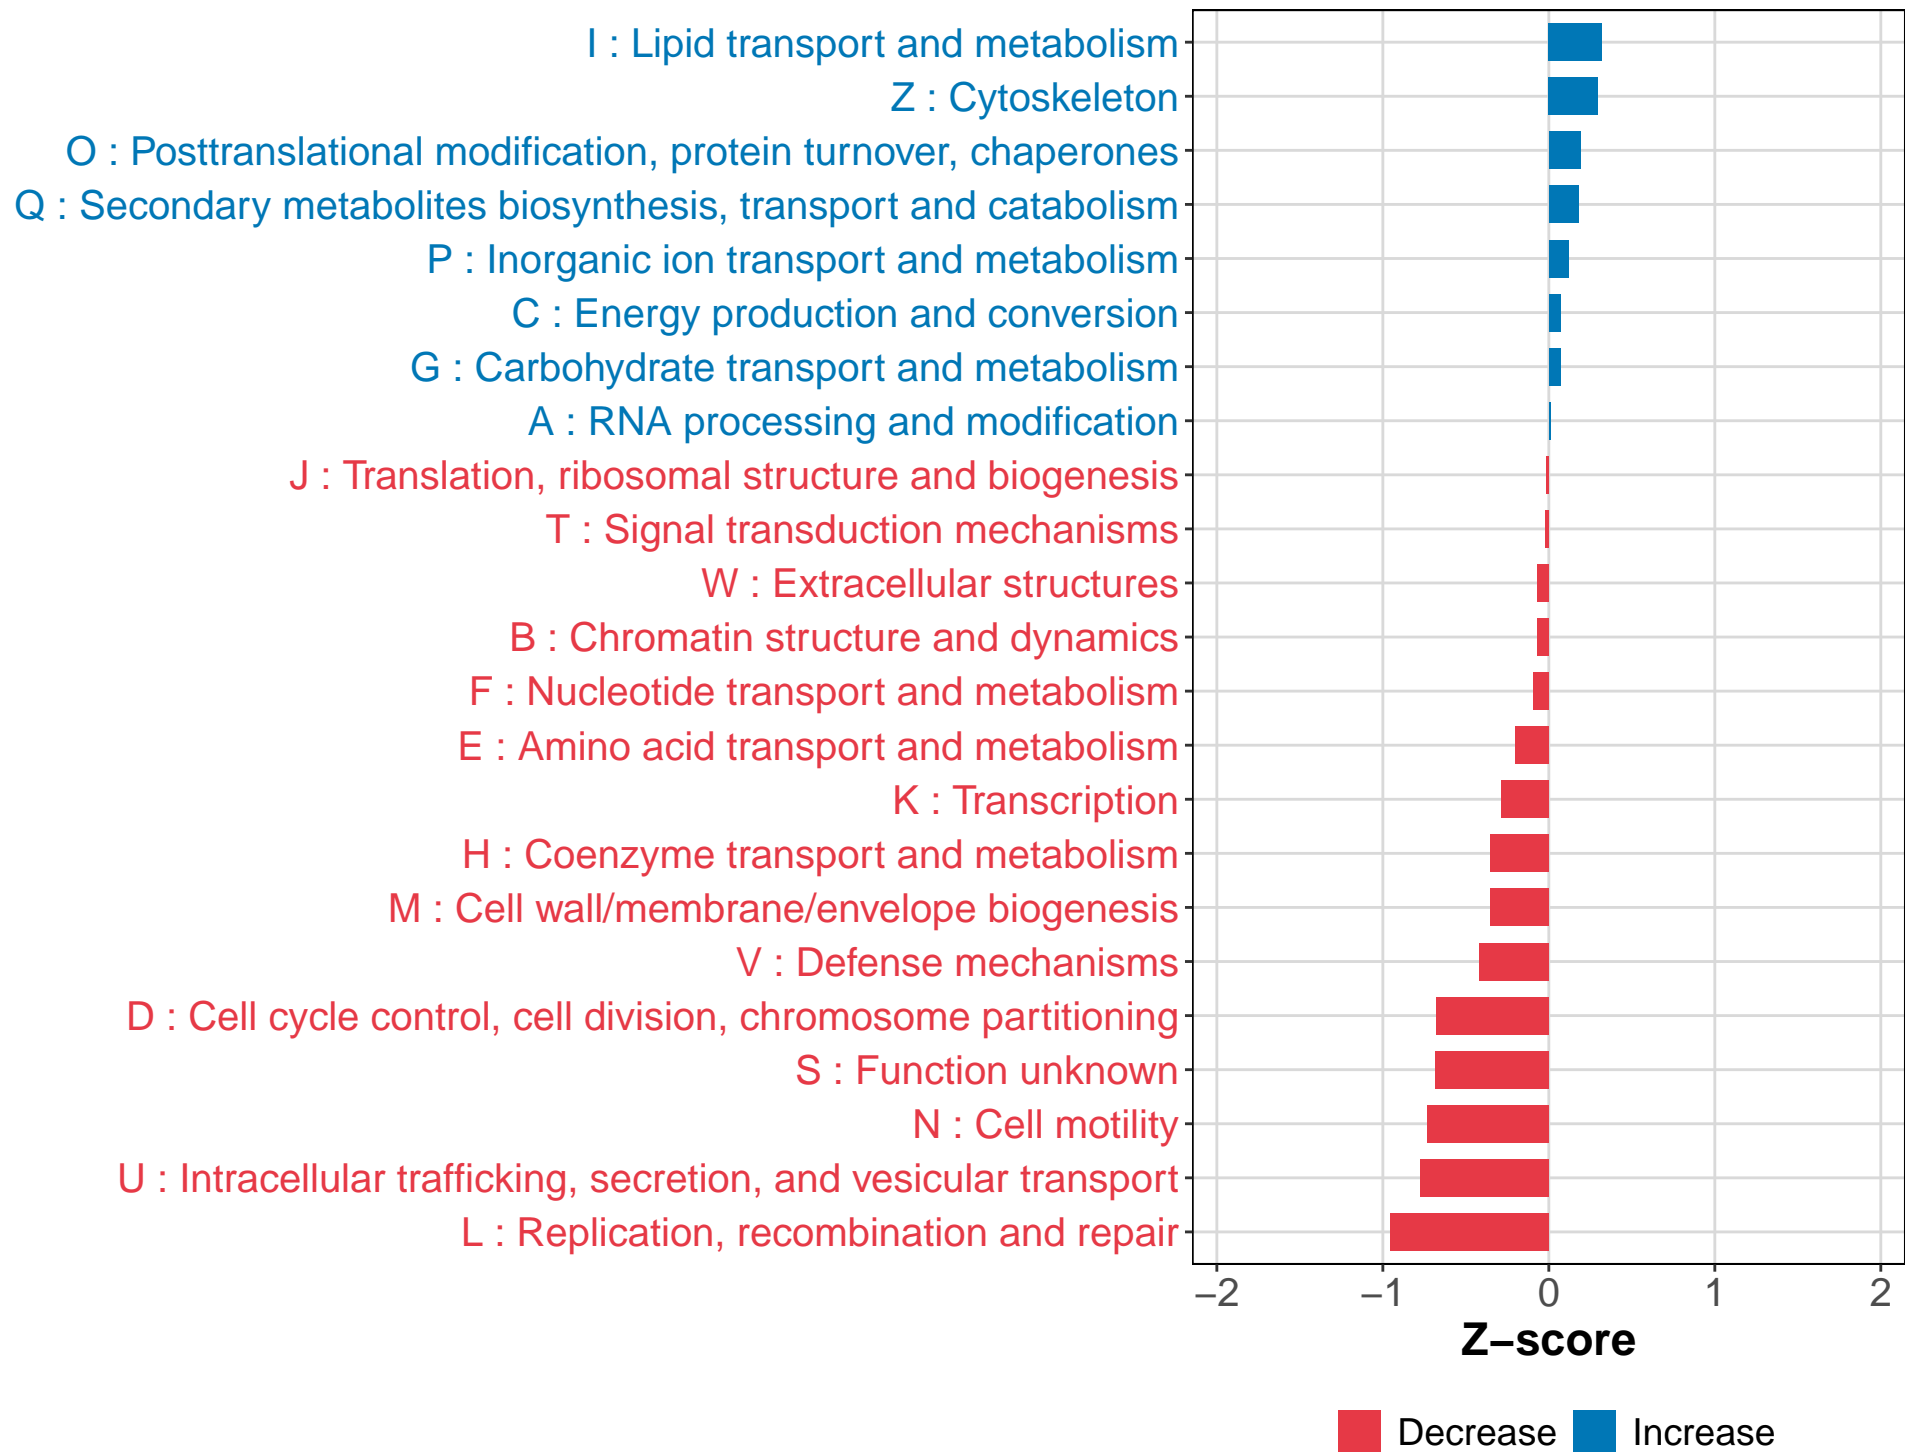 I : Lipid transport and metabolism
Z : Cytoskeleton
O : Posttranslational modification, protein turnover, chaperones
Q : Secondary metabolites biosynthesis, transport and catabolism
P : Inorganic ion transport and metabolism
C : Energy production and conversion
G : Carbohydrate transport and metabolism
A : RNA processing and modification
J : Translation, ribosomal structure and biogenesis
T : Signal transduction mechanisms
W : Extracellular structures
B : Chromatin structure and dynamics
F : Nucleotide transport and metabolism
E : Amino acid transport and metabolism
K : Transcription
H : Coenzyme transport and metabolism
M : Cell wall/membrane/envelope biogenesis
V : Defense mechanisms
D : Cell cycle control, cell division, chromosome partitioning
S : Function unknown
N : Cell motility
U : Intracellular trafficking, secretion, and vesicular transport
L : Replication, recombination and repair
−2 −1 0 1 2
Z−score
Decrease Increase